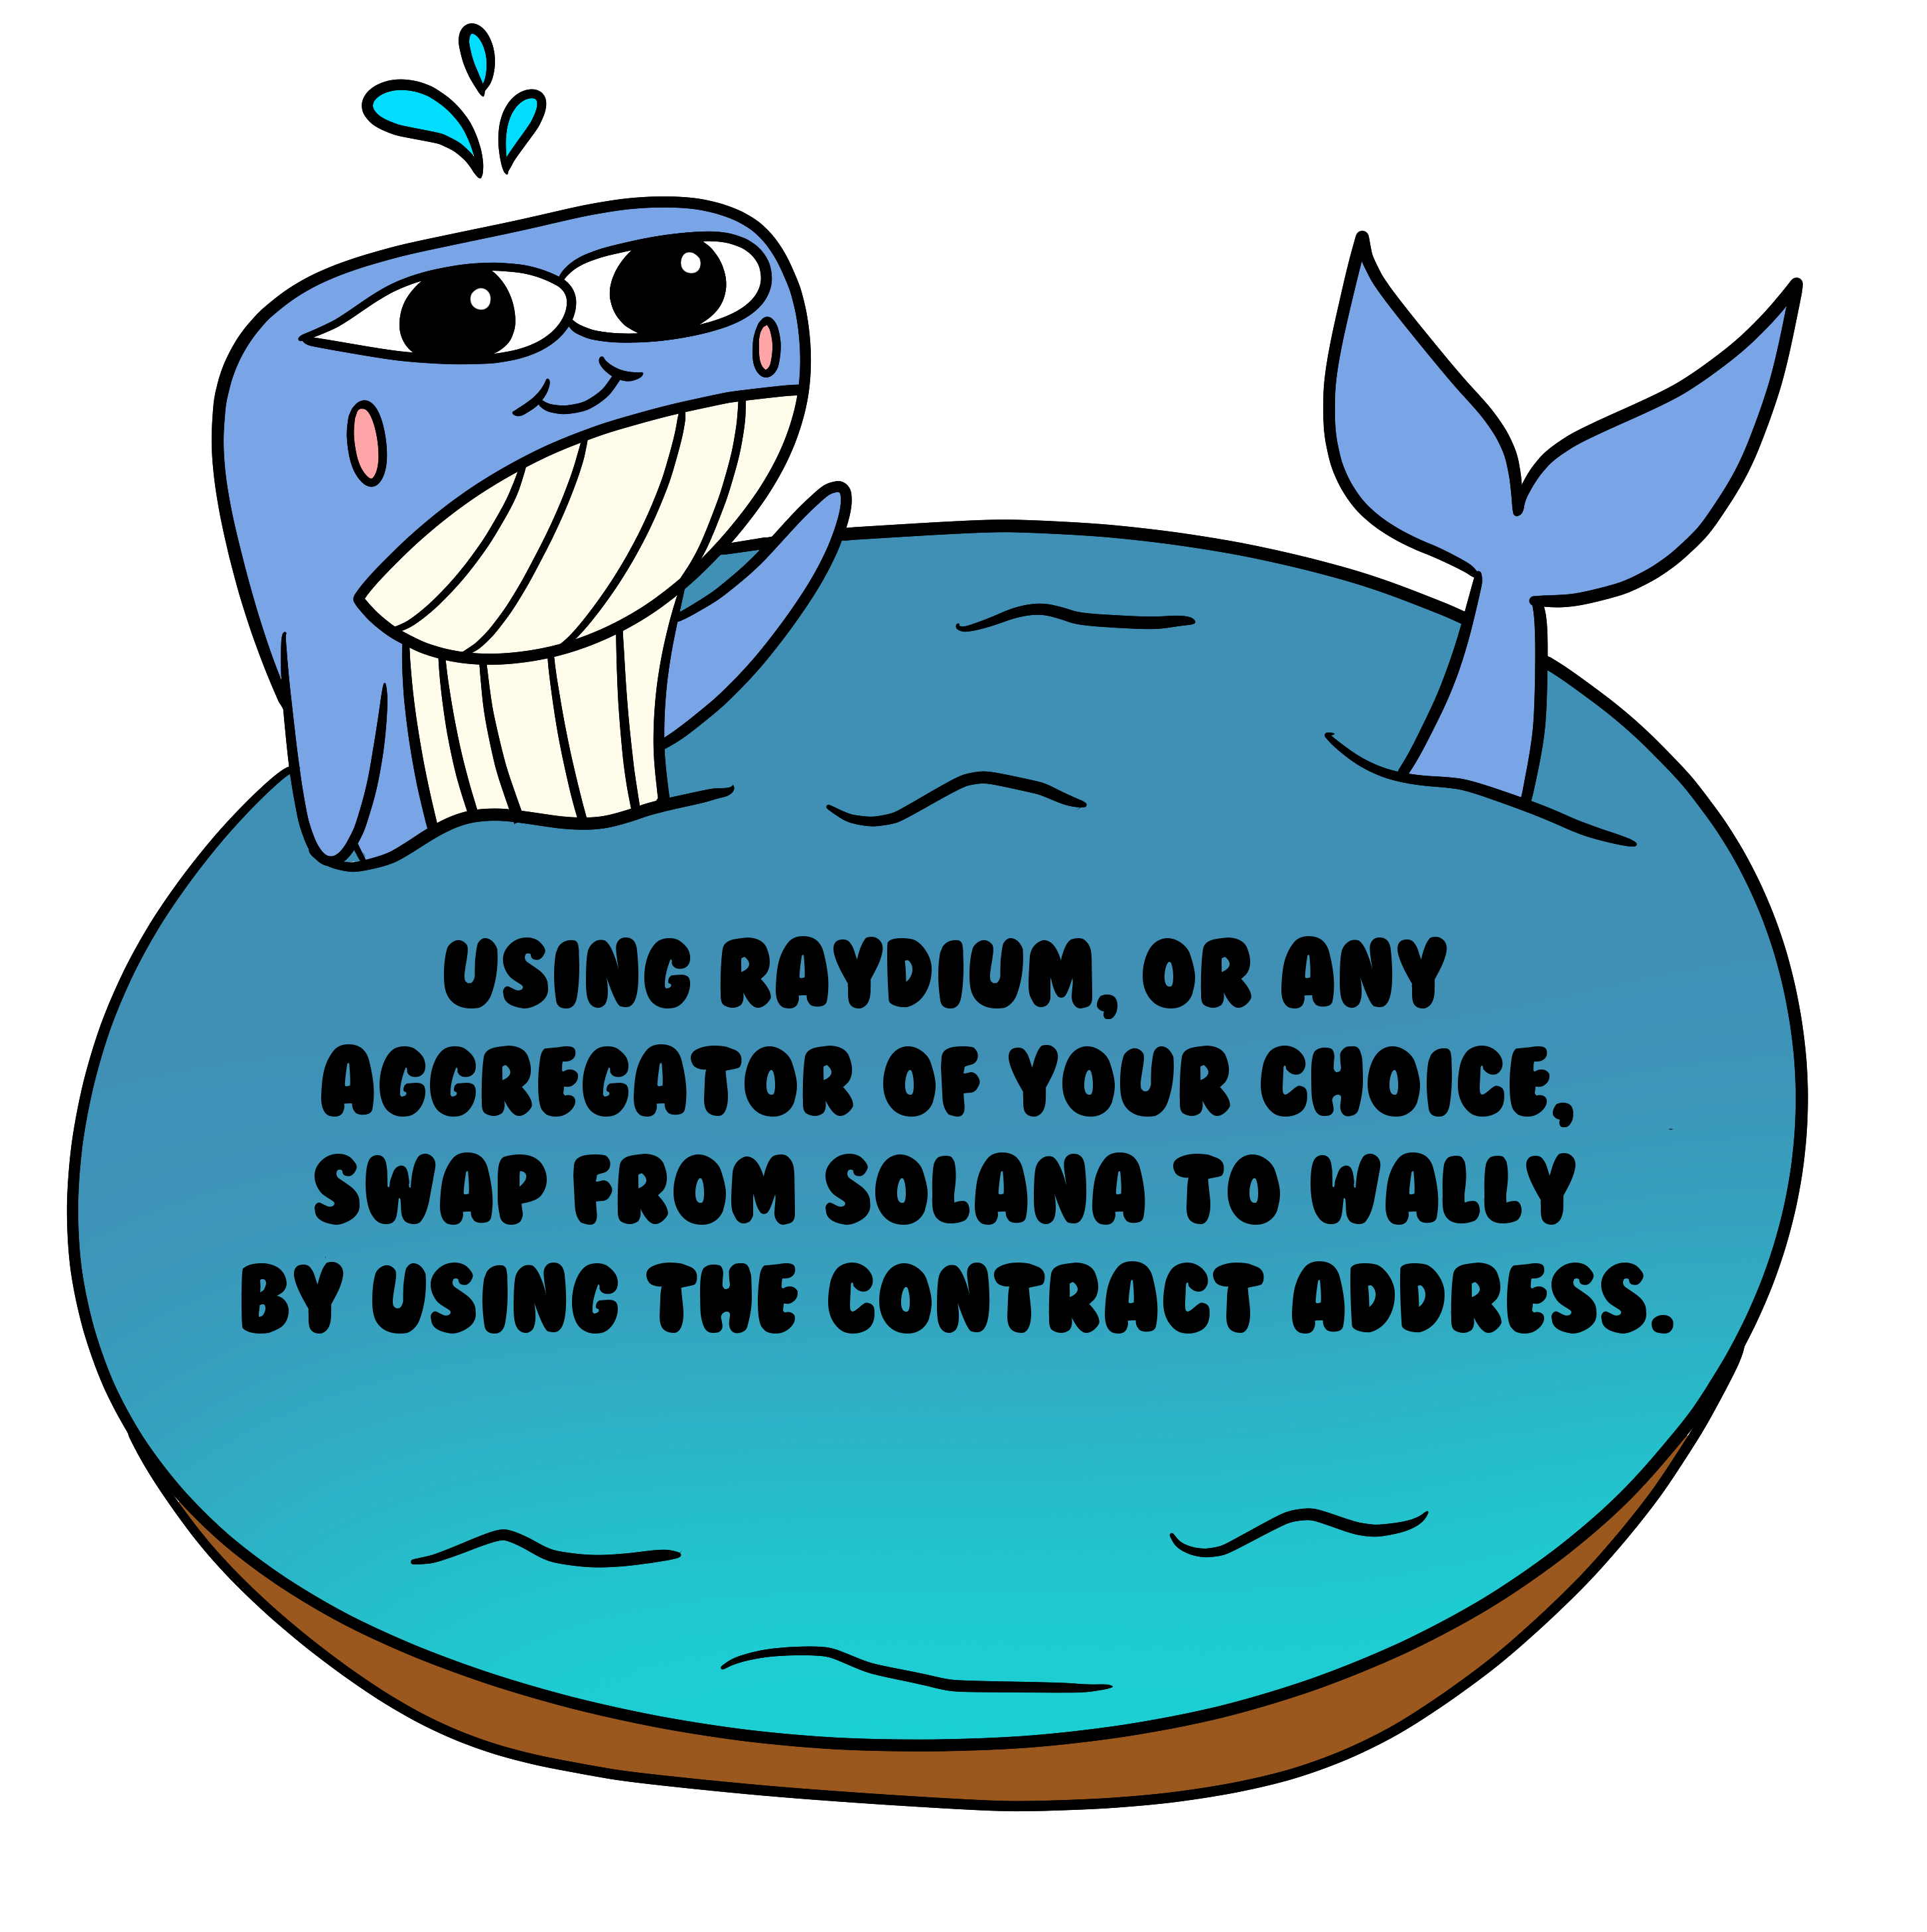 USING RAYDIUM, OR ANY
AGGREGATOR OF YOUR CHOICE,
SWAP FROM SOLANA TO WALLY
BY USING THE CONTRACT ADDRESS.